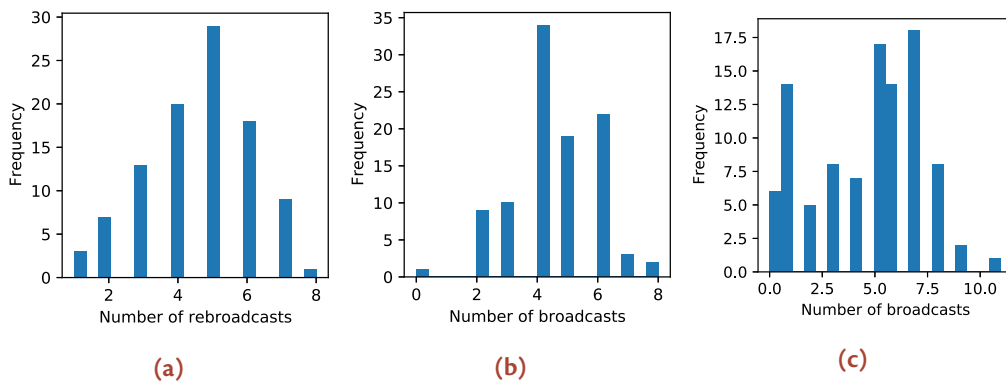 30
25
20
15
10
5
0
Frequency
2 4 6 8
Number of rebroadcasts
(a)
35
30
25
20
15
10
5
0
Frequency
0 2 4 6 8
Number of broadcasts
(b)
17.5
15.0
12.5
10.0
7.5
5.0
2.5
0.0
Frequency
0.0 2.5 5.0 7.5 10.0
Number of broadcasts
(c)